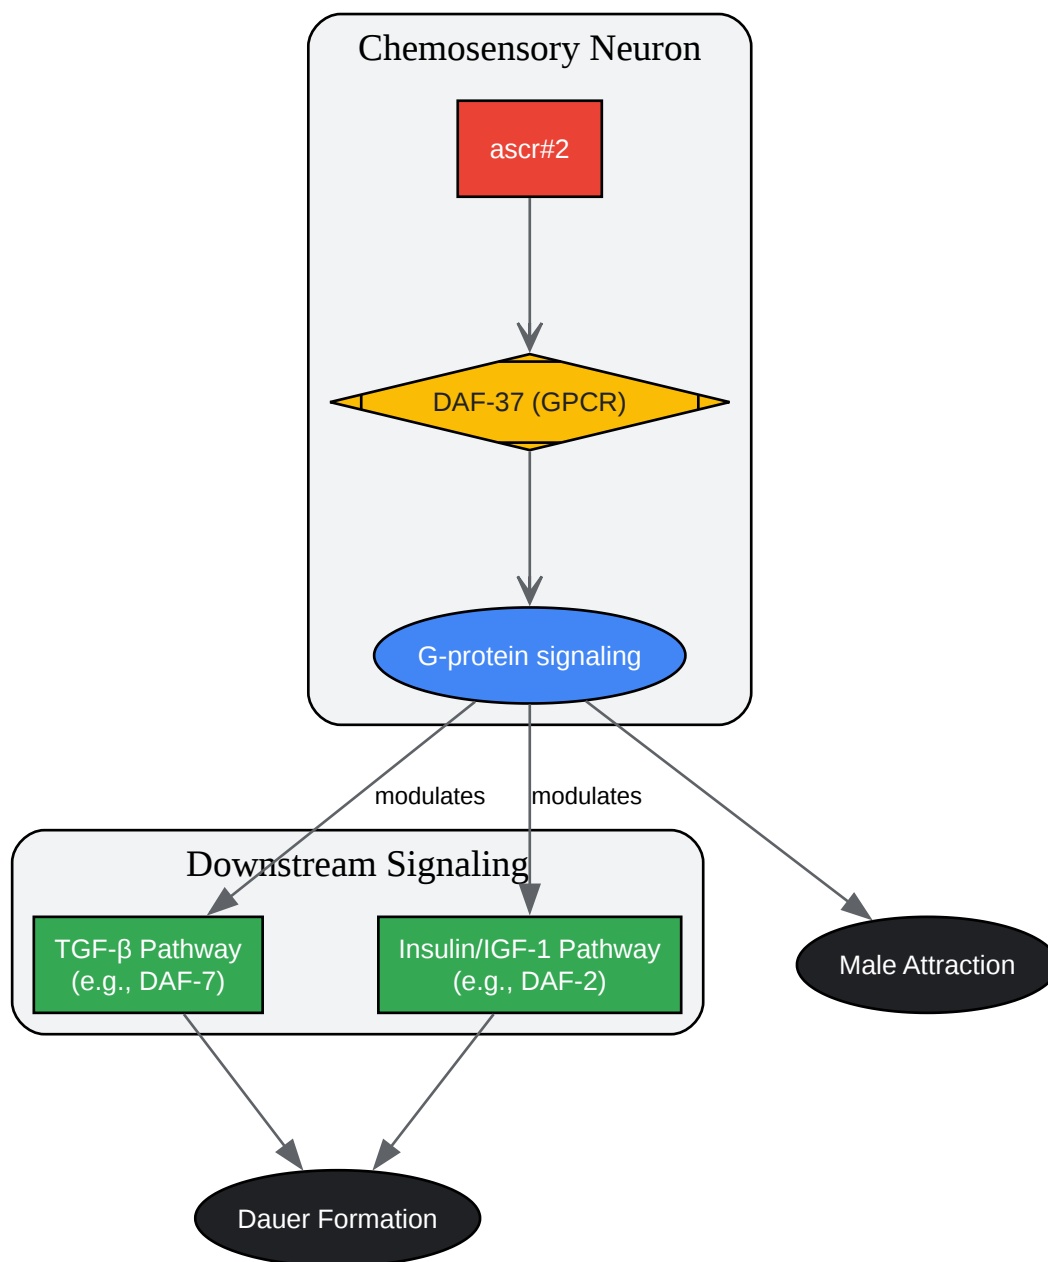 Chemosensory Neuron
ascr#2
DAF-37 (GPCR)
G-protein signaling
modulates
modulates
Downstream Signaling
TGF-β Pathway
(e.g., DAF-7)
Insulin/IGF-1 Pathway
(e.g., DAF-2)
Male Attraction
Dauer Formation